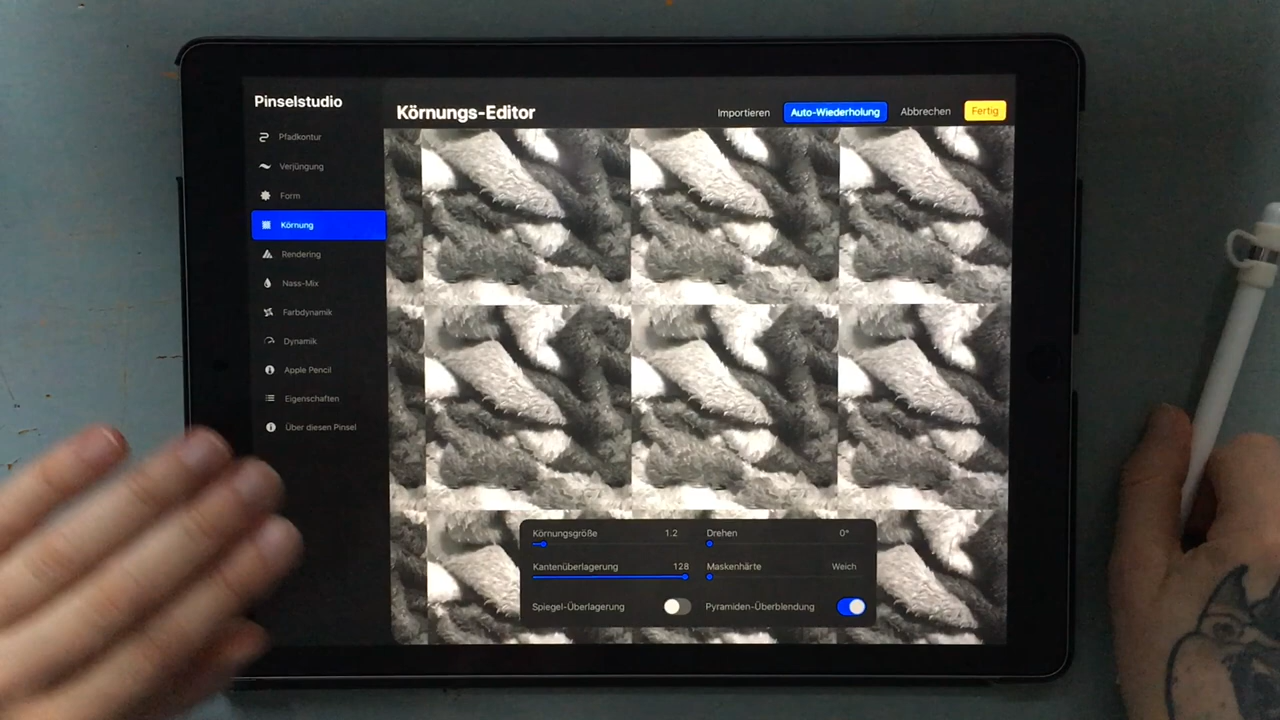 Pinselstudio
Pfadkontur
Verjüngung
Form
Körnung
Rendering
Nass-Mix
Farbdynamik
Dynamik
Apple Pencil
Eigenschaften
Über diesen Pinsel
Körnungs-Editor
Importieren
Auto-Wiederholung
Abbrechen
Fertig
Körnungsgröße 1.2
Drehen 0°
Kantenüberlagerung 128
Maskenhärte Weich
Spiegel-Überlagerung
Pyramiden-Überblendung